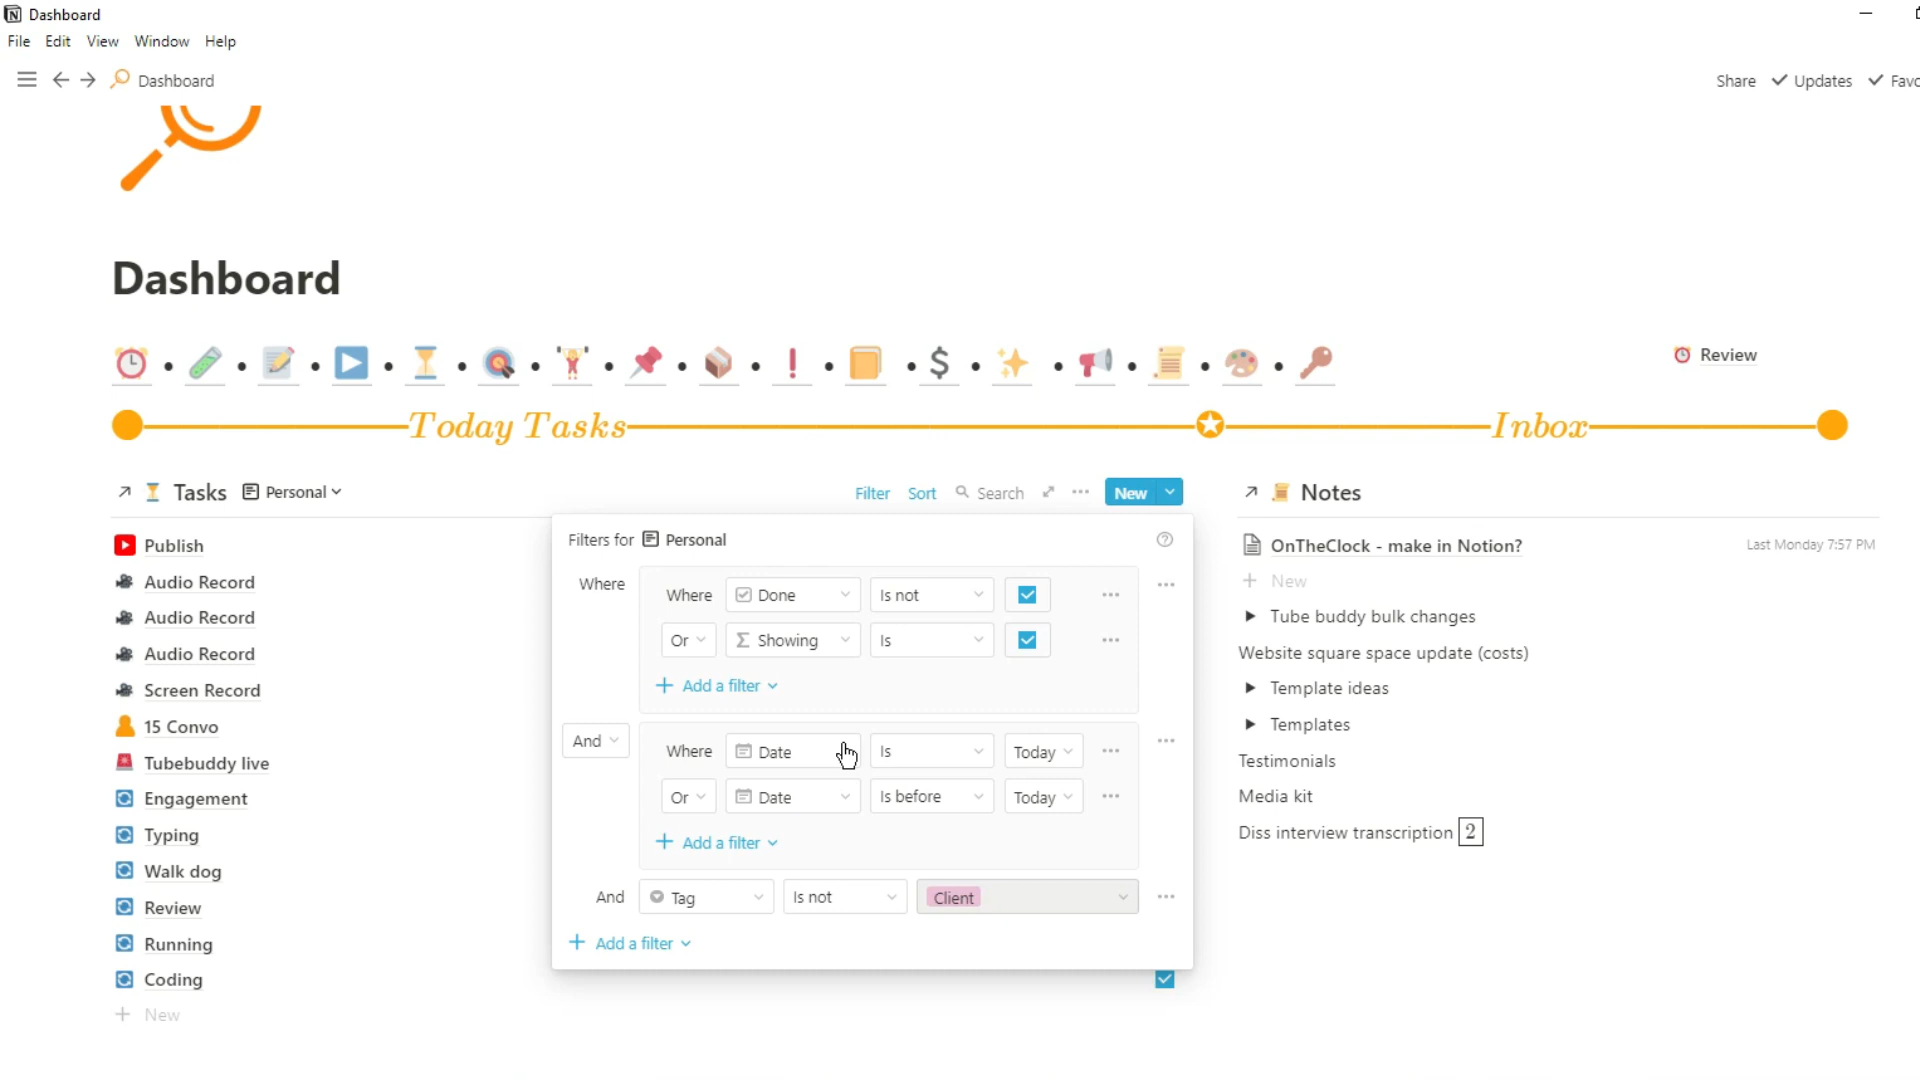 Dashboard
File Edit View Window Help
Dashboard
Share Updates
Dashboard
Review
Today Tasks
Inbox
Tasks Personal
Filter Sort Search New
Notes
Publish
Audio Record
Audio Record
Audio Record
Screen Record
15 Convo
Tubebuddy live
Engagement
Typing
Walk dog
Review
Running
Coding
+ New
Filters for Personal
Where
Where Done Is not
Or Σ Showing Is
+ Add a filter
And
Where Date Is Today
Or Date Is before Today
+ Add a filter
And Tag Is not Client
+ Add a filter
OnTheClock - make in Notion? Last Monday 7:57 PM
+ New
Tube buddy bulk changes
Website square space update (costs)
Template ideas
Templates
Testimonials
Media kit
Diss interview transcription 2